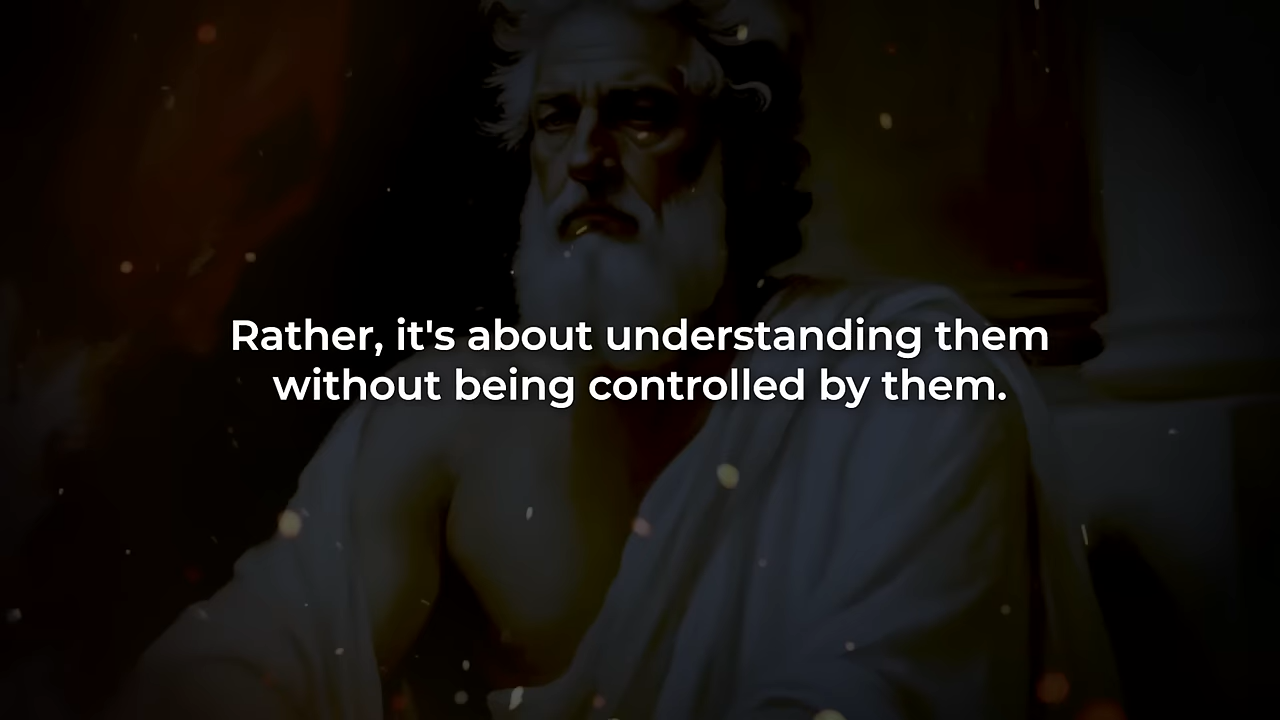 Rather, it's about understanding them
without being controlled by them.